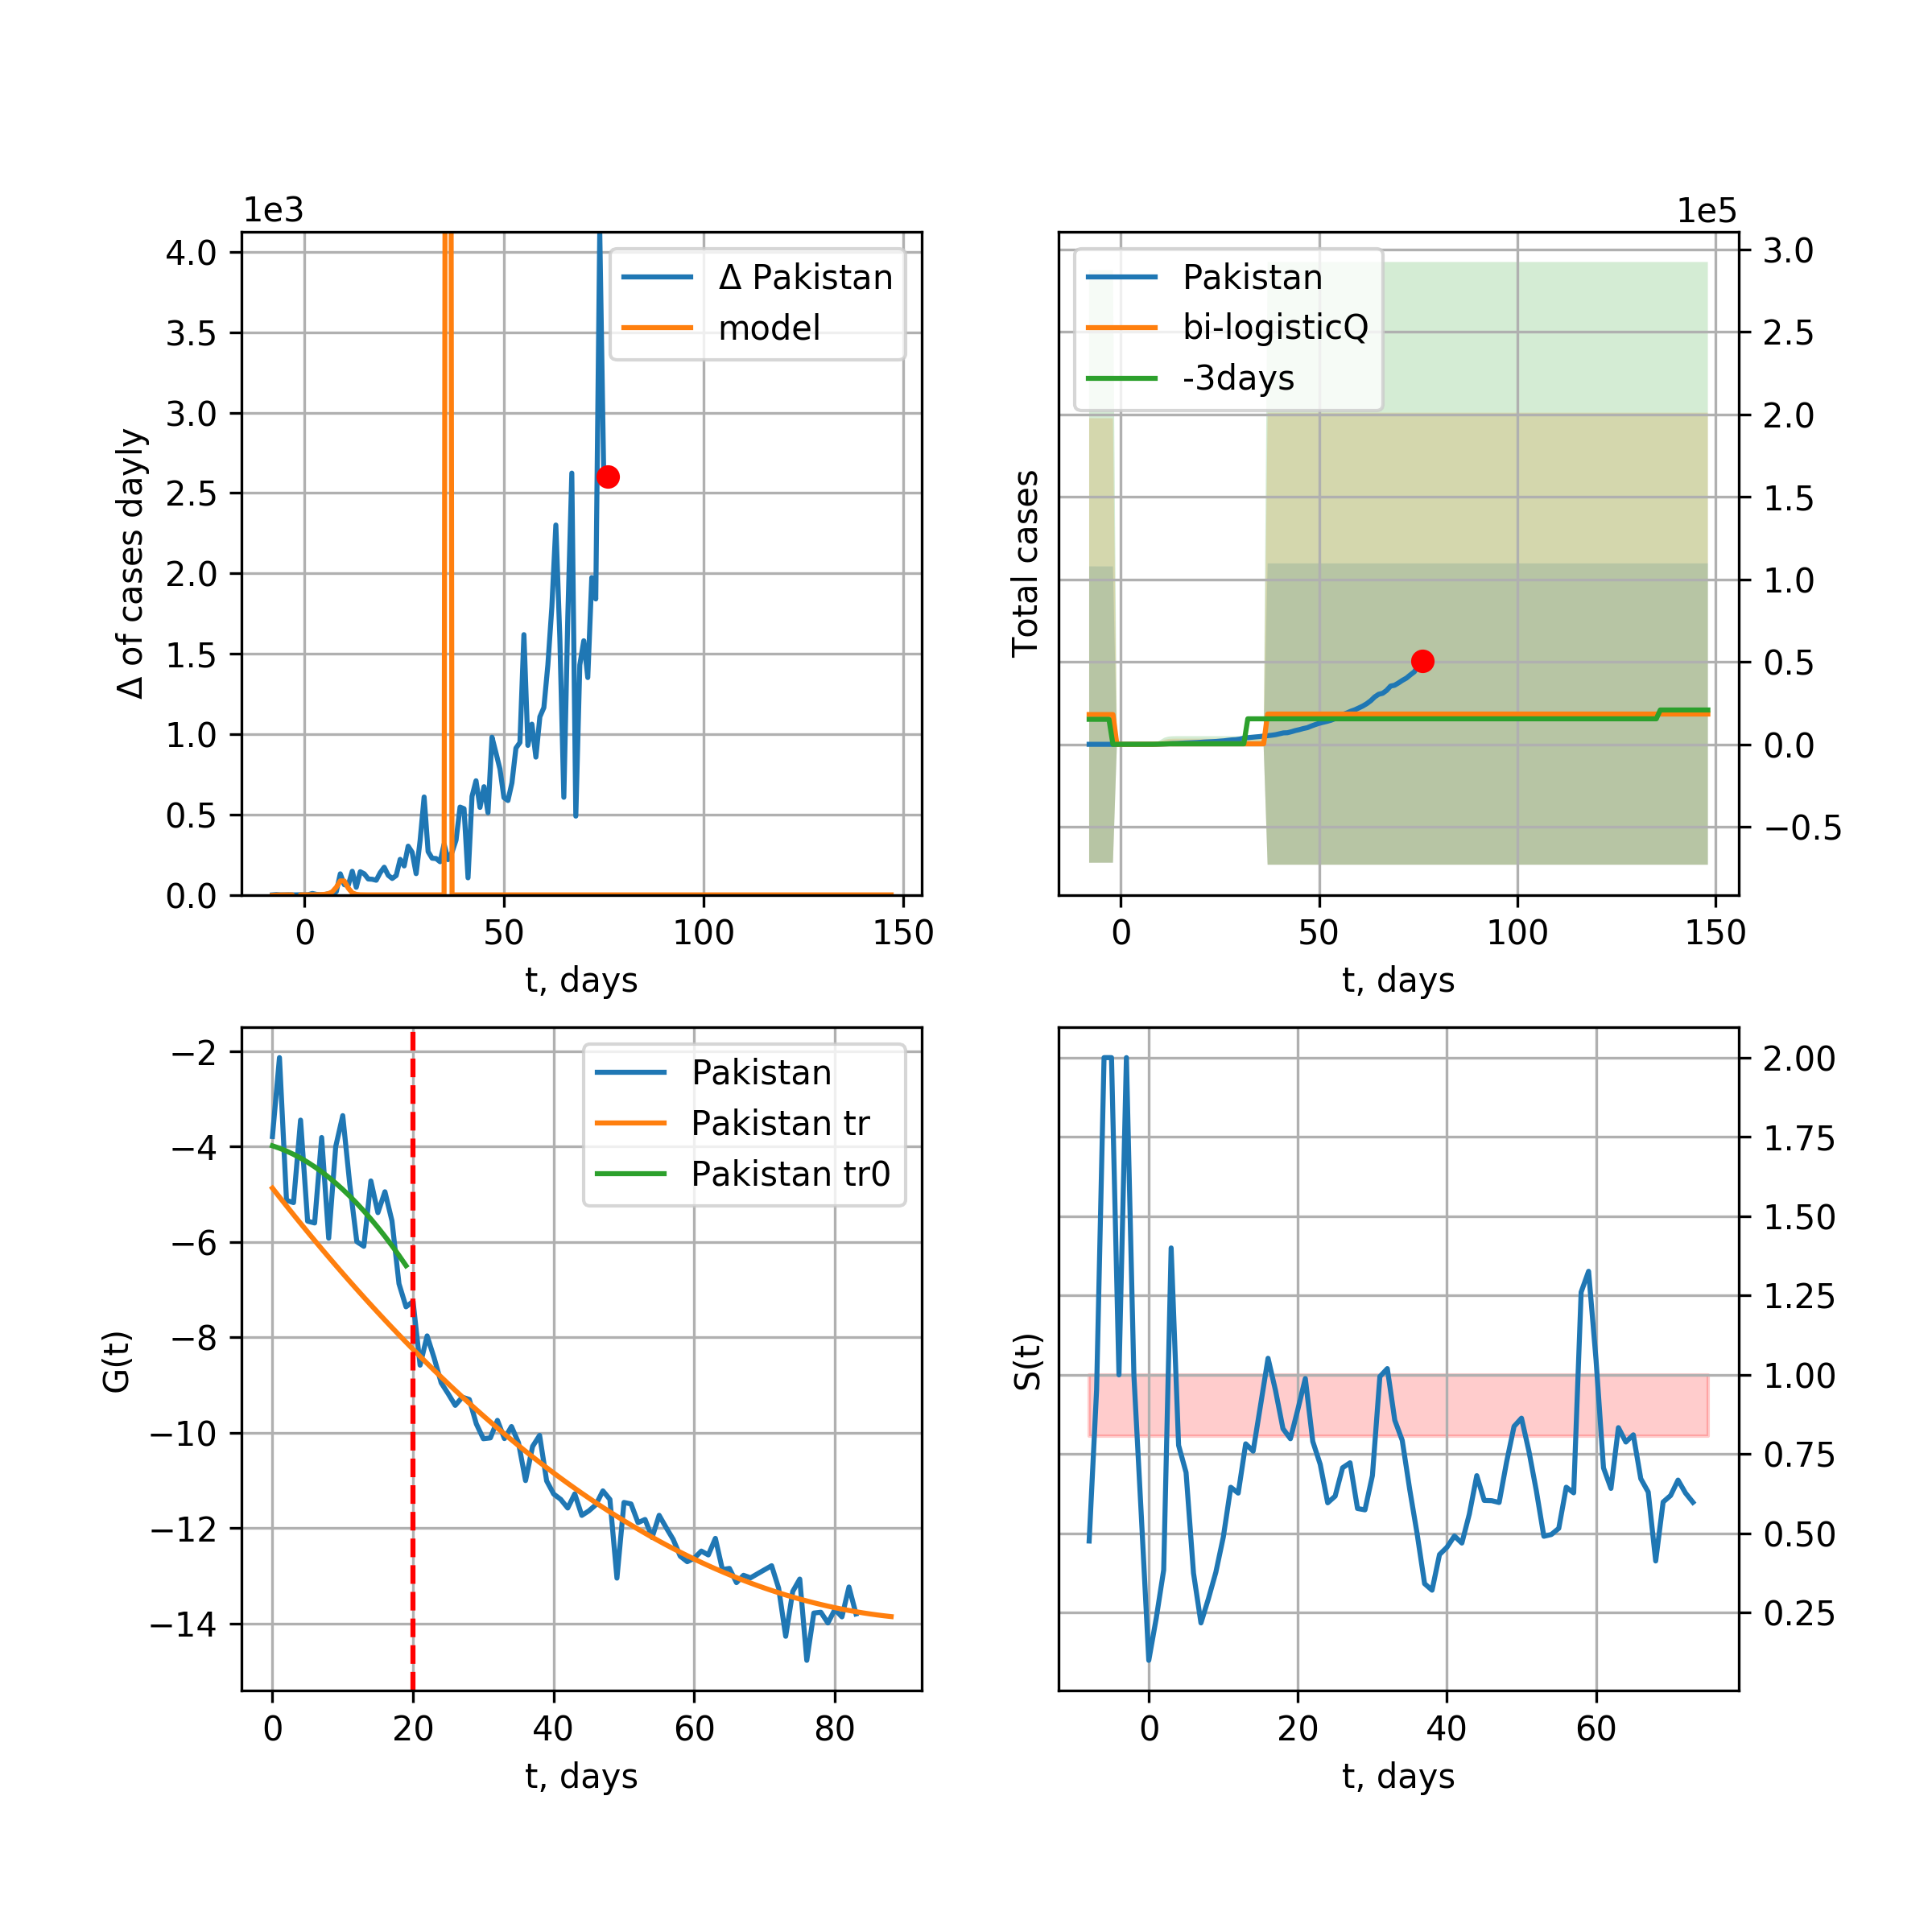 1e3
4.0
3.5
3.0
2.5
2.0
1.5
1.0
0.5
0.0
Δ of cases dayly
Δ Pakistan
model
0 50 100 150
t, days
1e5
3.0
2.5
2.0
1.5
1.0
0.5
0.0
−0.5
Total cases
Pakistan
bi-logisticQ
-3days
0 50 100 150
t, days
−2
−4
−6
−8
−10
−12
−14
G(t)
Pakistan
Pakistan tr
Pakistan tr0
0 20 40 60 80
t, days
2.00
1.75
1.50
1.25
1.00
0.75
0.50
0.25
S(t)
0 20 40 60
t, days